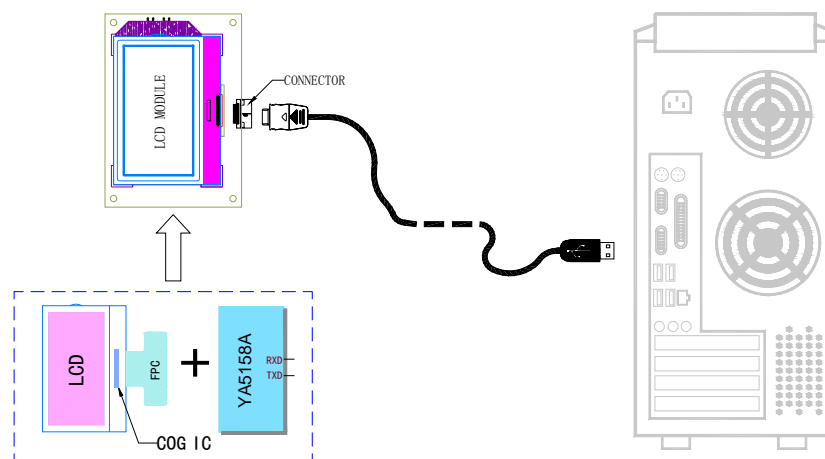 CONNECTOR
LCD MODULE
LCD
FPC
YA5158A
RXD
TXD
COG IC